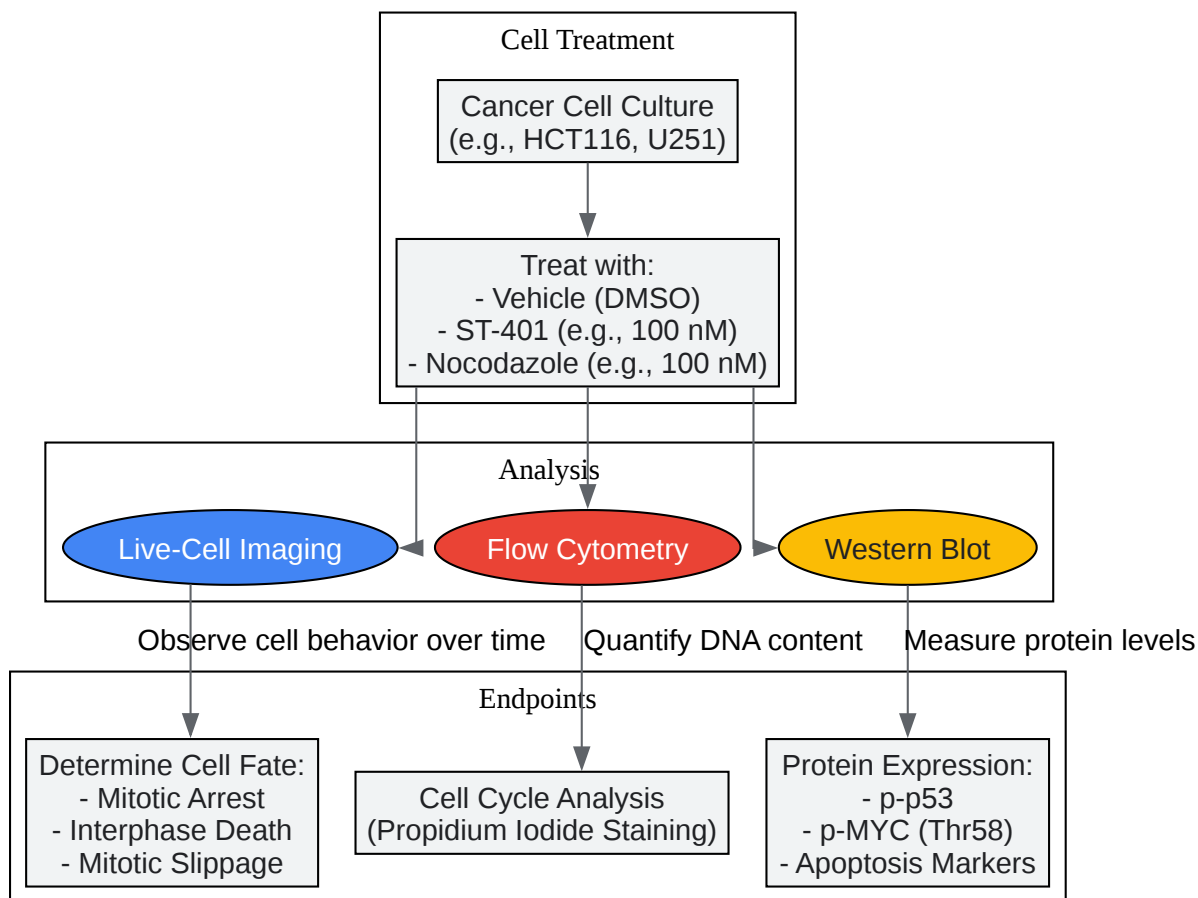 Cell Treatment
Cancer Cell Culture
(e.g., HCT116, U251)
Treat with:
- Vehicle (DMSO)
- ST-401 (e.g., 100 nM)
- Nocodazole (e.g., 100 nM)
Analysis
Live-Cell Imaging
Flow Cytometry
Western Blot
Observe cell behavior over time
Quantify DNA content
Measure protein levels
Endpoints
Determine Cell Fate:
- Mitotic Arrest
- Interphase Death
- Mitotic Slippage
Cell Cycle Analysis
(Propidium Iodide Staining)
Protein Expression:
- p-p53
- p-MYC (Thr58)
- Apoptosis Markers